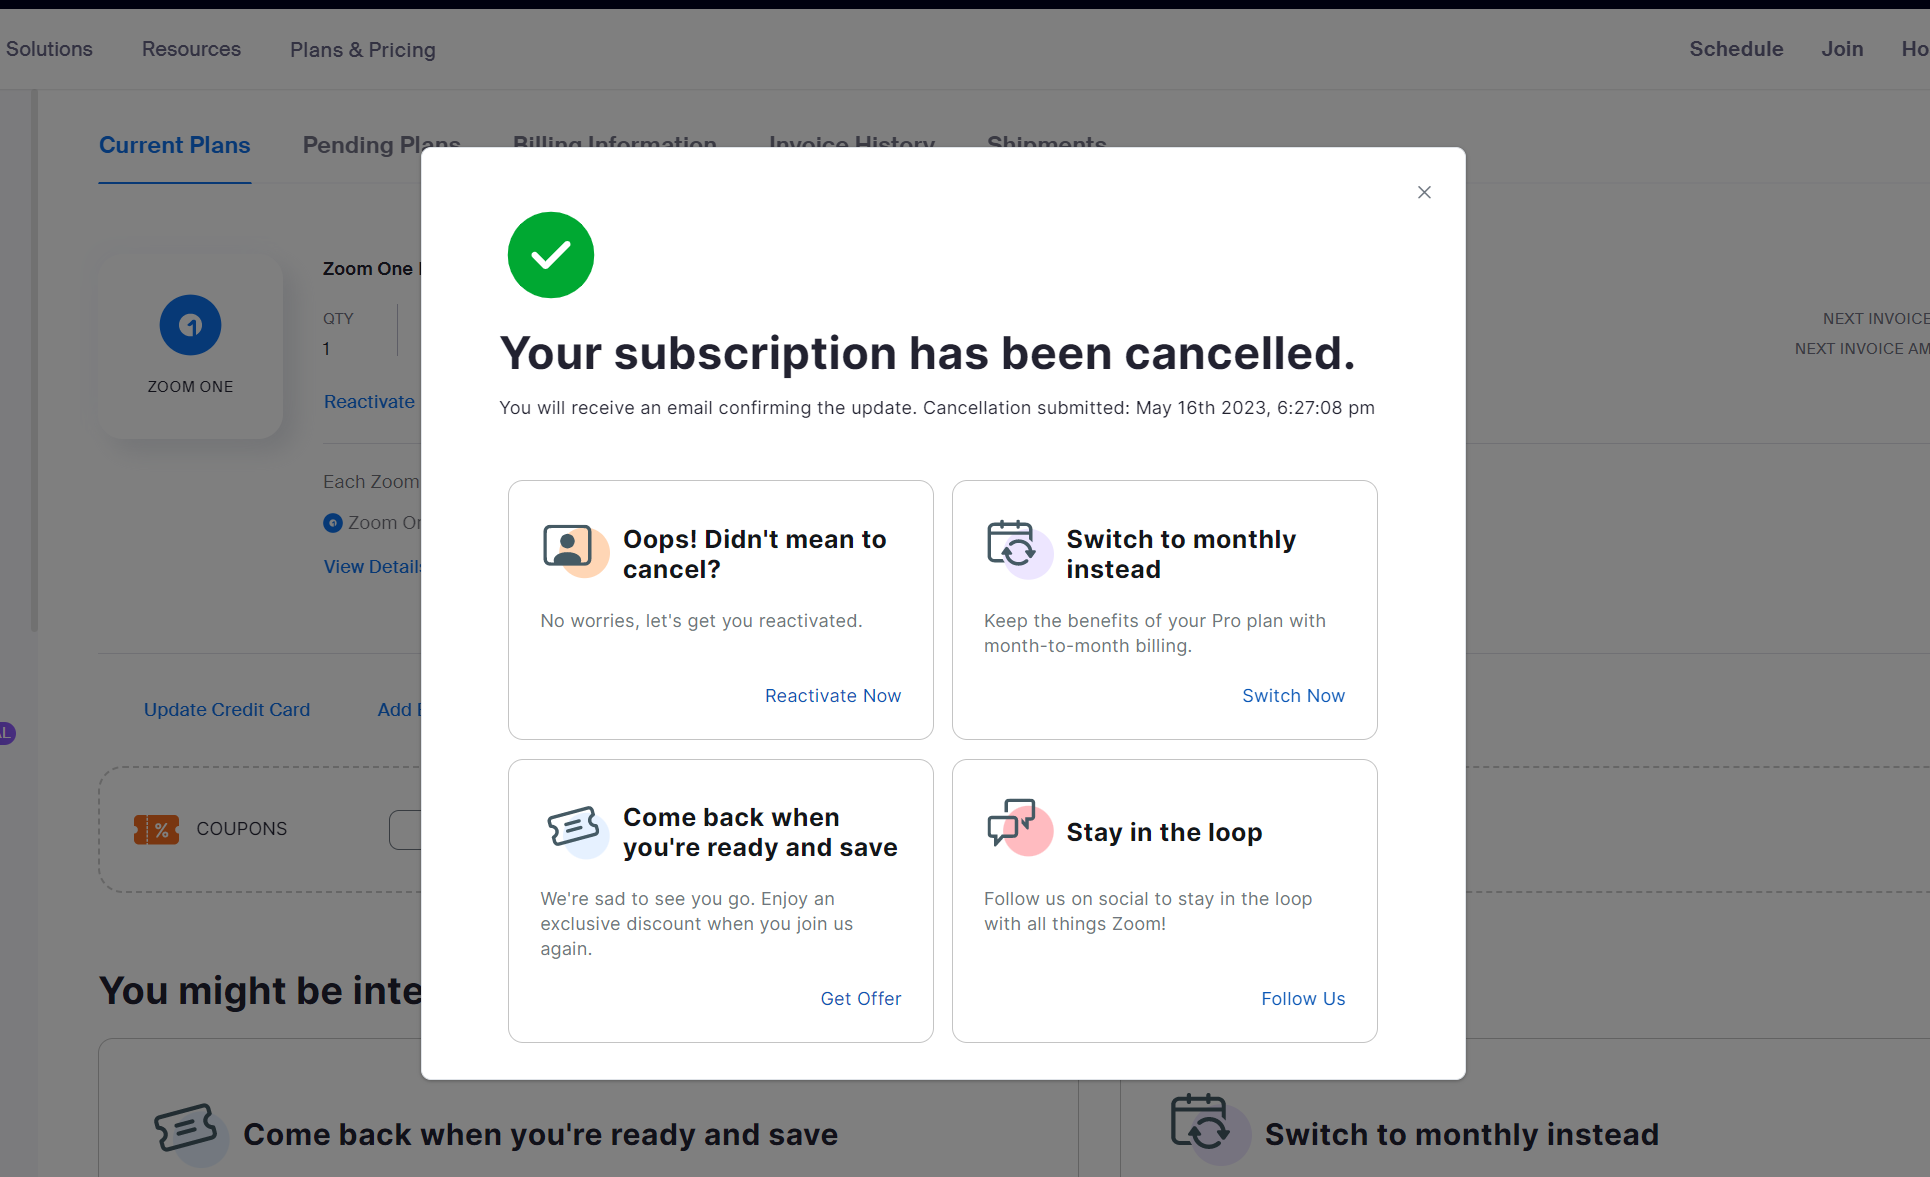 Solutions
Resources
Plans & Pricing
Schedule
Join
Current Plans
Pending Plans
Billing Information
Invoice History
Shipments
Zoom One
QTY
1
NEXT INVOICE
NEXT INVOICE
ZOOM ONE
Reactivate
Each Zoom
Zoom
View Details
Update Credit Card
Add
COUPONS
You might be
Your subscription has been cancelled.
You will receive an email confirming the update. Cancellation submitted: May 16th 2023, 6:27:08 pm
Oops! Didn't mean to
cancel?
No worries, let's get you reactivated.
Reactivate Now
Switch to monthly
instead
Keep the benefits of your Pro plan with
month-to-month billing.
Switch Now
Come back when
you're ready and save
We're sad to see you go. Enjoy an
exclusive discount when you join us
again.
Get Offer
Stay in the loop
Follow us on social to stay in the loop
with all things Zoom!
Follow Us
Come back when you're ready and save
Switch to monthly instead